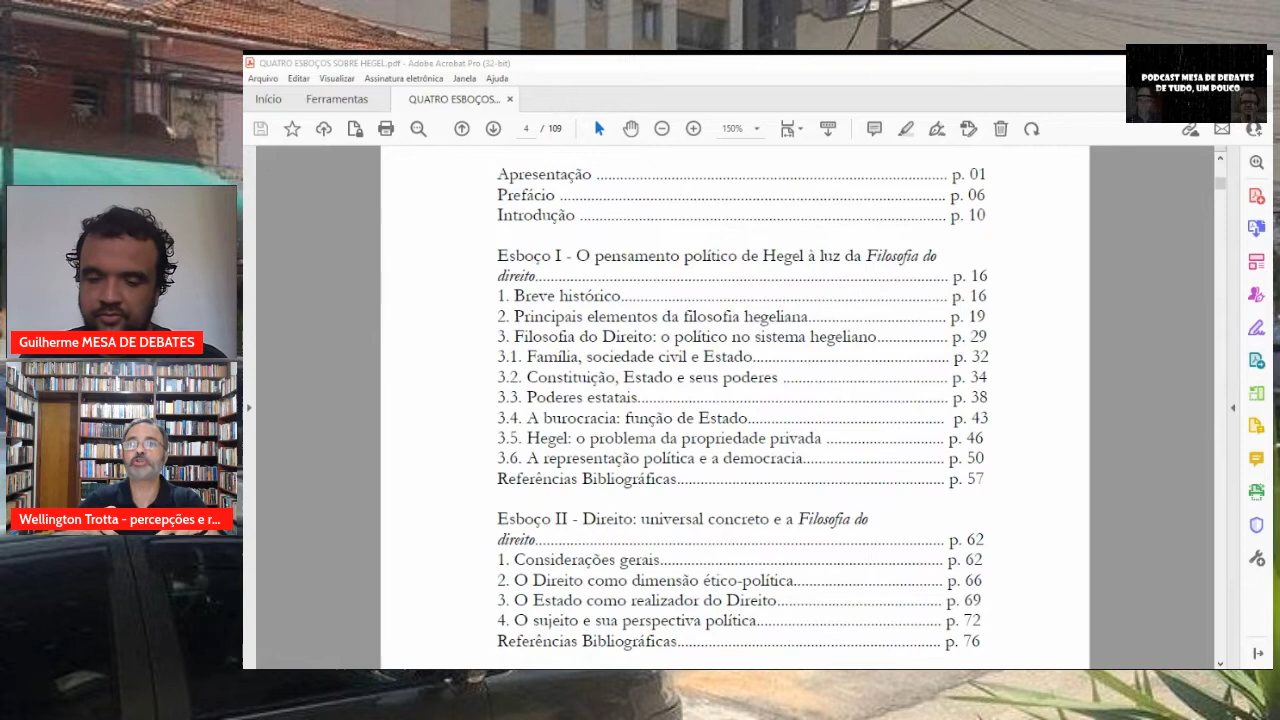 QUATRO ESBOÇOS SOBRE HEGEL.pdf - Adobe Acrobat Pro (32-bit)
Arquivo Editar Visualizar Assinatura eletrônica Janela Ajuda
Início Ferramentas QUATRO ESBOÇOS... ×
4 / 109 150%
PODCAST MESA DE DEBATES
DE TUDO, UM POUCO
Apresentação ........ p. 01
Prefácio ........ p. 06
Introdução ........ p. 10
Esboço I - O pensamento político de Hegel à luz da Filosofia do
direito........ p. 16
1. Breve histórico........ p. 16
2. Principais elementos da filosofia hegeliana........ p. 19
3. Filosofia do Direito: o político no sistema hegeliano........ p. 29
3.1. Família, sociedade civil e Estado........ p. 32
3.2. Constituição, Estado e seus poderes ........ p. 34
3.3. Poderes estatais........ p. 38
3.4. A burocracia: função de Estado........ p. 43
3.5. Hegel: o problema da propriedade privada ........ p. 46
3.6. A representação política e a democracia........ p. 50
Referências Bibliográficas........ p. 57
Esboço II - Direito: universal concreto e a Filosofia do
direito........ p. 62
1. Considerações gerais........ p. 62
2. O Direito como dimensão ético-política........ p. 66
3. O Estado como realizador do Direito........ p. 69
4. O sujeito e sua perspectiva política........ p. 72
Referências Bibliográficas........ p. 76
Guilherme MESA DE DEBATES
Wellington Trotta - percepções e r...